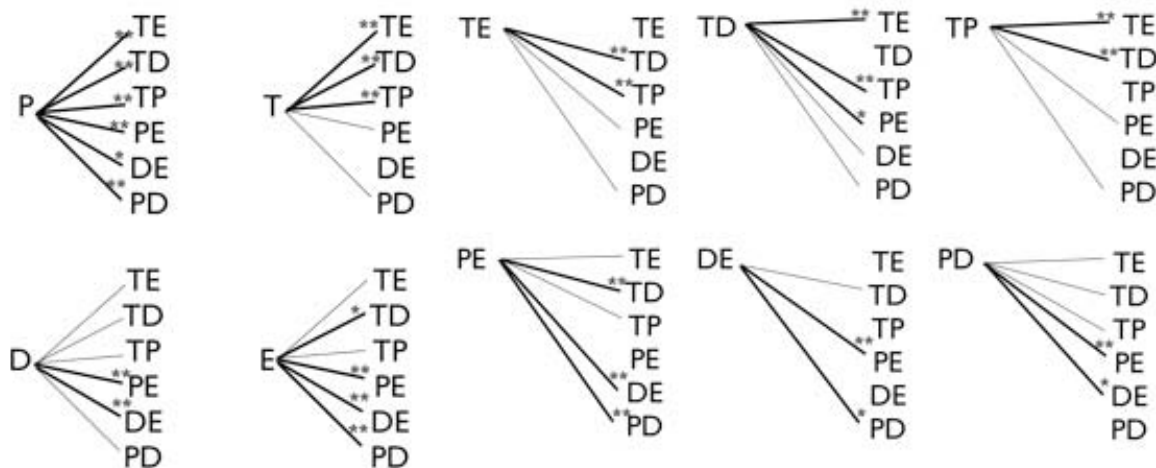 P
** TE
** TD
** TP
** PE
* DE
** PD
T
** TE
** TD
** TP
PE
DE
PD
TE
TE
** TD
** TP
PE
DE
PD
TD
** TE
TD
** TP
* PE
DE
PD
TP
** TE
** TD
TP
PE
DE
PD
D
TE
TD
TP
** PE
** DE
PD
E
TE
* TD
TP
** PE
** DE
** PD
PE
TE
** TD
TP
PE
** DE
** PD
DE
TE
TD
TP
** PE
DE
* PD
PD
TE
TD
TP
** PE
* DE
PD